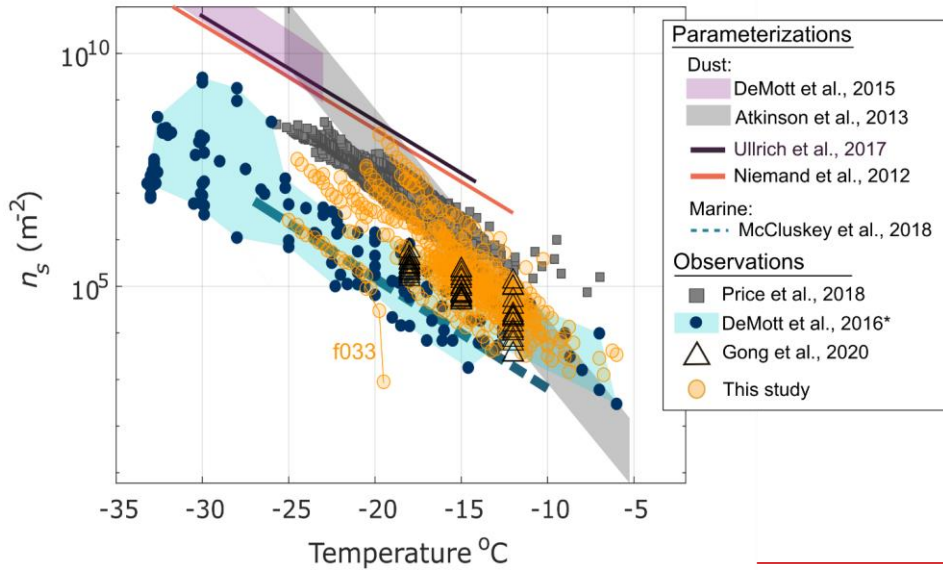 10^10
10^5
n_s (m^-2)
f033
-35 -30 -25 -20 -15 -10 -5
Temperature °C
Parameterizations
Dust:
DeMott et al., 2015
Atkinson et al., 2013
Ullrich et al., 2017
Niemand et al., 2012
Marine:
McCluskey et al., 2018
Observations
Price et al., 2018
DeMott et al., 2016*
Gong et al., 2020
This study